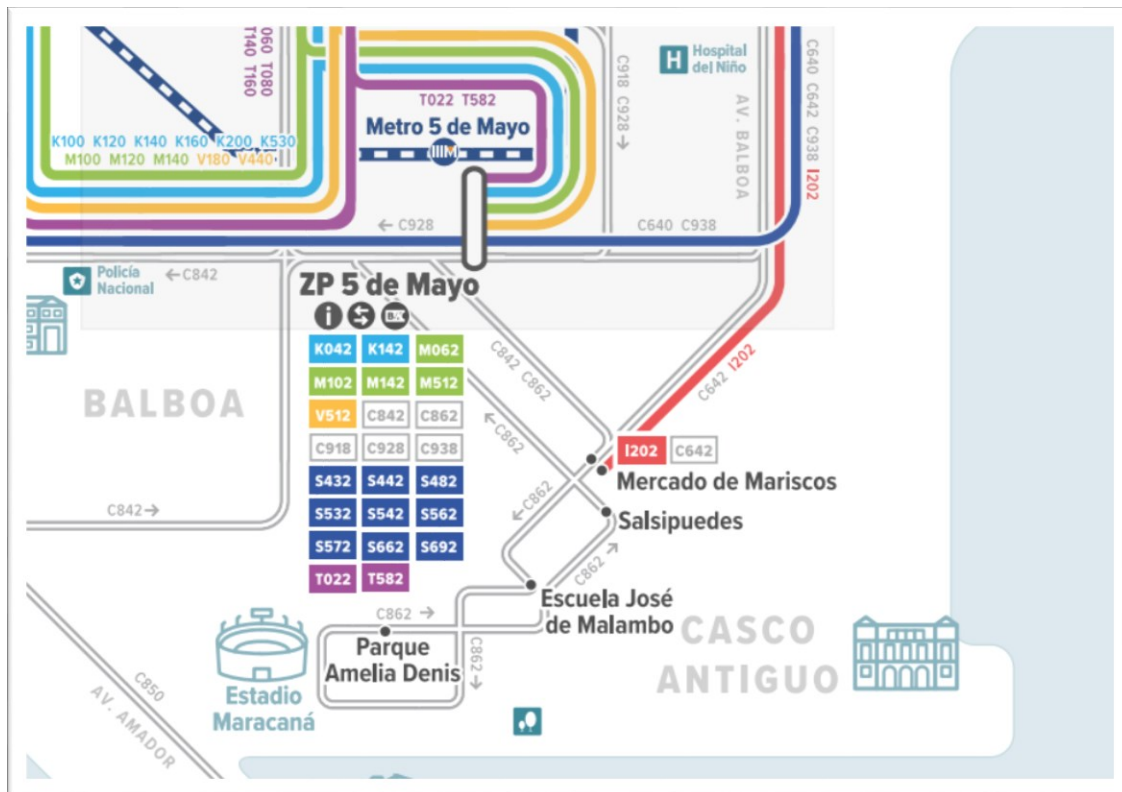 O60 T080
T140
T160
C918 C928→
H
Hospital
del Niño
AV. BALBOA
C640 C642 C938 I202
T022 T582
Metro 5 de Mayo
K100 K120 K140 K160 K200 K530
M100 M120 M140 V180 V440
←C928
C640 C938
Policía
Nacional
←C842
ZP 5 de Mayo
K042 K142 M062
M102 M142 M512
V512 C842 C862
C918 C928 C938
S432 S442 S482
S532 S542 S562
S572 S662 S692
T022 T582
BALBOA
C842 C862
←C862
C642 I202
I202 C642
Mercado de Mariscos
←C862
Salsipuedes
C842→
C862→
Escuela José
de Malambo
C862 →
Parque
Amelia Denis
C862→
CASCO
ANTIGUO
Estadio
Maracaná
C850
AV. AMADOR